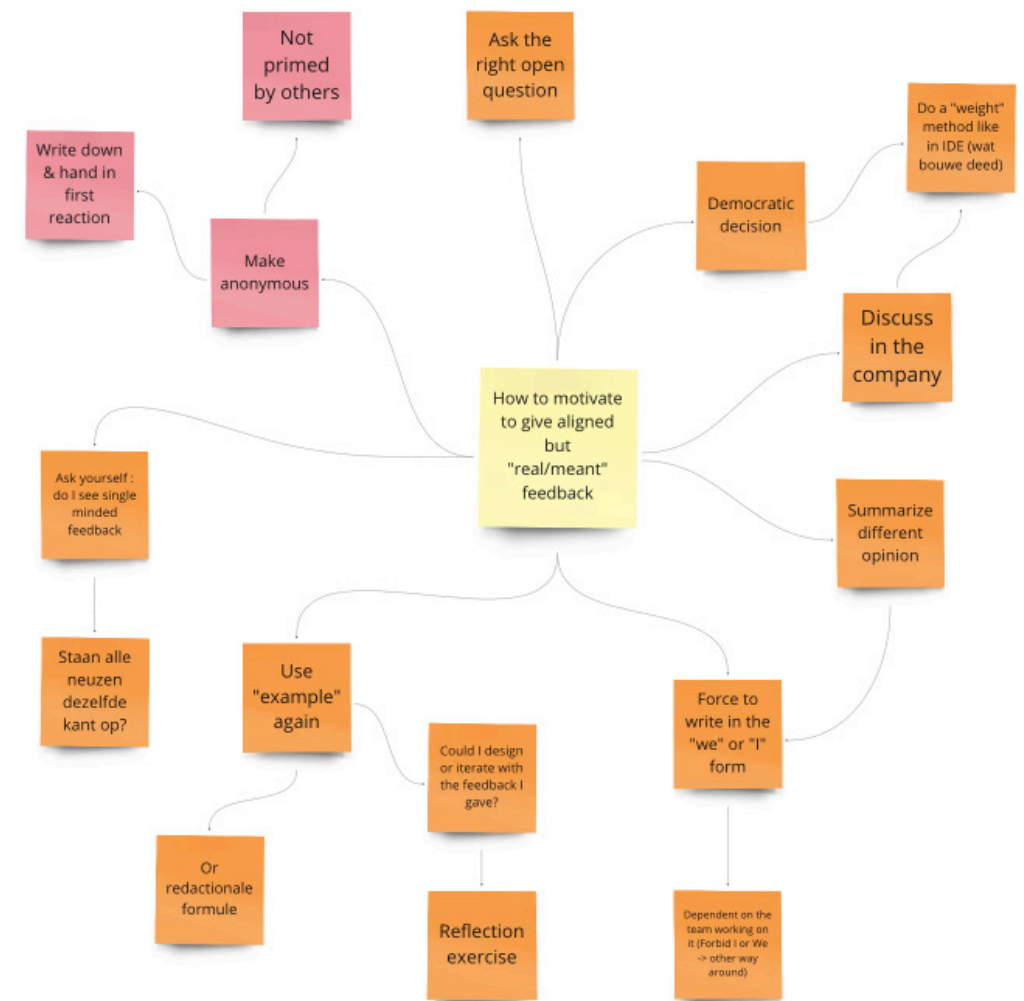 Not
primed
by others
Ask the
right open
question
Do a "weight"
method like
in IDE (wat
bouwe deed)
Write down
& hand in
first
reaction
Democratic
decision
Make
anonymous
Discuss
in the
company
How to motivate
to give aligned
but
"real/meant"
feedback
Ask yourself :
do I see single
minded
feedback
Summarize
different
opinion
Staan alle
neuzen
dezelfde
kant op?
Use
"example"
again
Force to
write in the
"we" or "I"
form
Could I design
or iterate with
the feedback I
gave?
Or
redactionale
formule
Reflection
exercise
Dependent on the
team working on
it (Forbid I or We
-> other way
around)